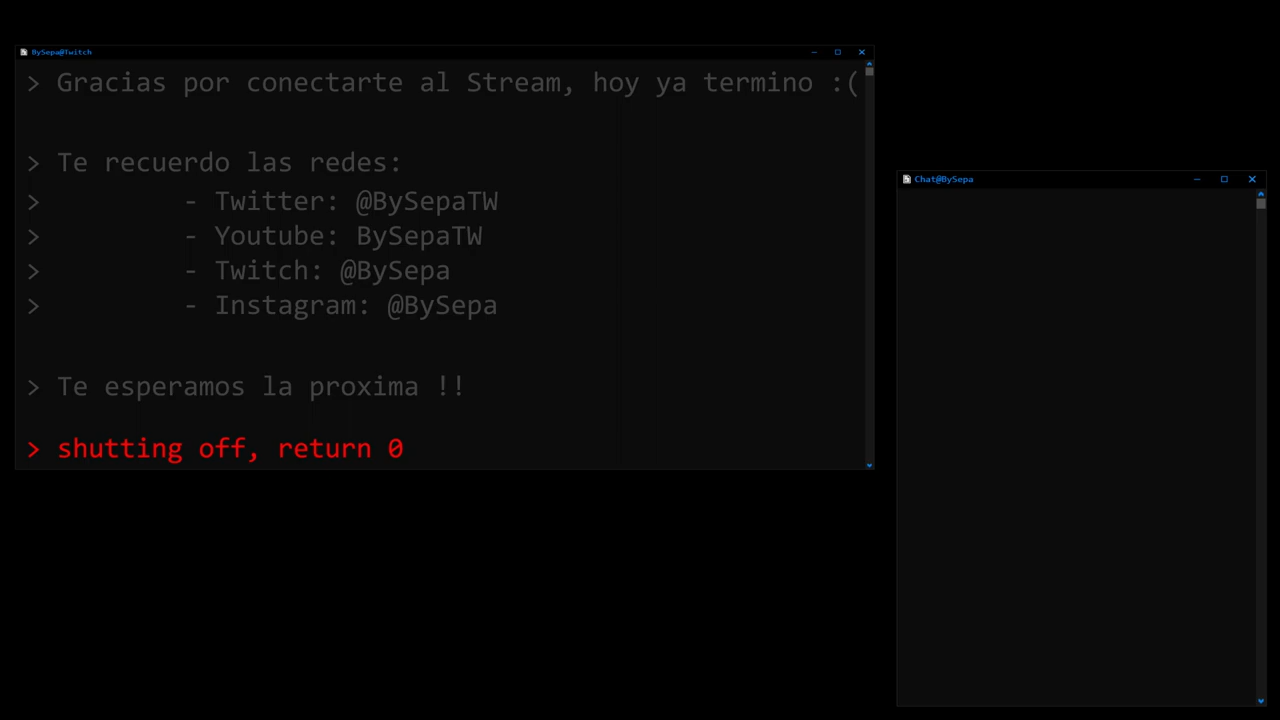 BySepa@Twitch
> Gracias por conectarte al Stream, hoy ya termino :(
> Te recuerdo las redes:
> - Twitter: @BySepaTW
> - Youtube: BySepaTW
> - Twitch: @BySepa
> - Instagram: @BySepa
> Te esperamos la proxima !!
> shutting off, return 0
Chat@BySepa